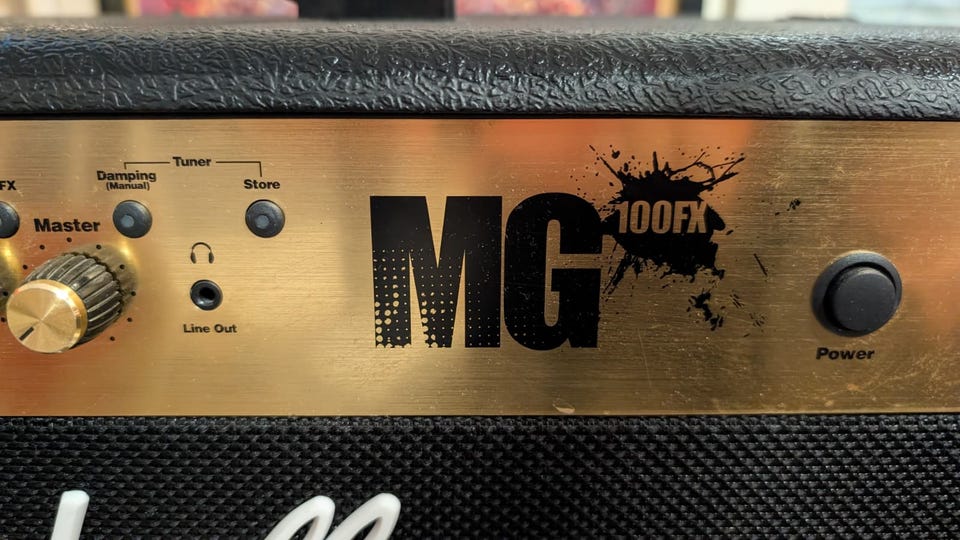 FX
Tuner
Damping
(Manual)
Store
Master
Line Out
MG
100FX
Power